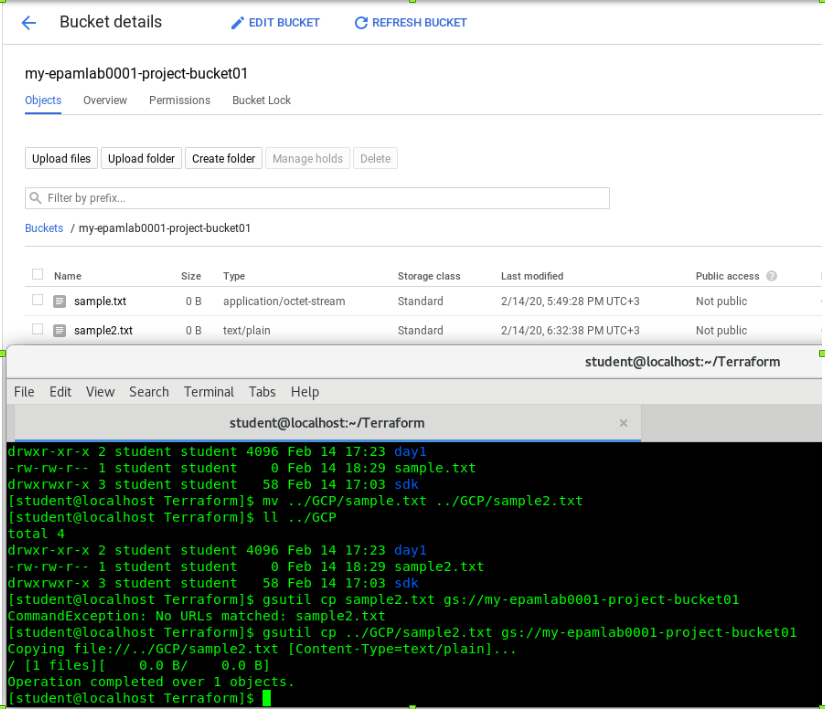 Bucket details EDIT BUCKET REFRESH BUCKET
my-epamlab0001-project-bucket01
Objects Overview Permissions Bucket Lock
Upload files Upload folder Create folder Manage holds Delete
Filter by prefix...
Buckets / my-epamlab0001-project-bucket01
Name Size Type Storage class Last modified Public access ?
sample.txt 0 B application/octet-stream Standard 2/14/20, 5:49:28 PM UTC+3 Not public
sample2.txt 0 B text/plain Standard 2/14/20, 6:32:38 PM UTC+3 Not public
student@localhost:~/Terraform
File Edit View Search Terminal Tabs Help
student@localhost:~/Terraform ×
drwxr-xr-x 2 student student 4096 Feb 14 17:23 day1
-rw-rw-r-- 1 student student    0 Feb 14 18:29 sample.txt
drwxrwxr-x 3 student student   58 Feb 14 17:03 sdk
[student@localhost Terraform]$ mv ../GCP/sample.txt ../GCP/sample2.txt
[student@localhost Terraform]$ ll ../GCP
total 4
drwxr-xr-x 2 student student 4096 Feb 14 17:23 day1
-rw-rw-r-- 1 student student    0 Feb 14 18:29 sample2.txt
drwxrwxr-x 3 student student   58 Feb 14 17:03 sdk
[student@localhost Terraform]$ gsutil cp sample2.txt gs://my-epamlab0001-project-bucket01
CommandException: No URLs matched: sample2.txt
[student@localhost Terraform]$ gsutil cp ../GCP/sample2.txt gs://my-epamlab0001-project-bucket01
Copying file://../GCP/sample2.txt [Content-Type=text/plain]...
/ [1 files][    0.0 B/    0.0 B]
Operation completed over 1 objects.
[student@localhost Terraform]$